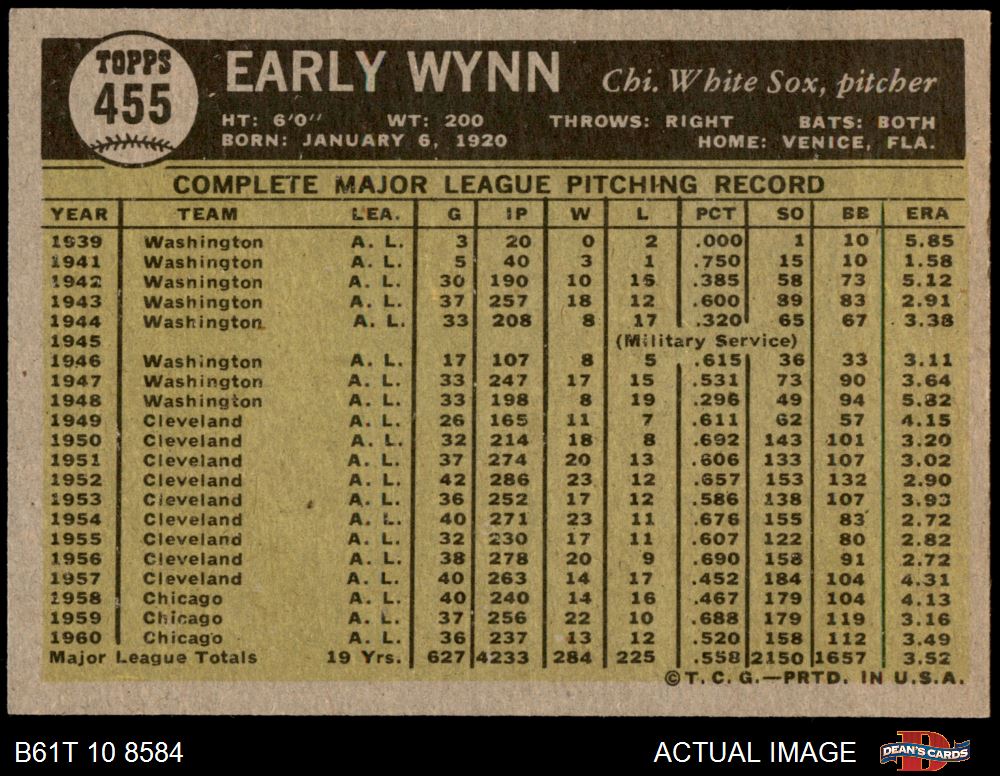 TOPPS
455
EARLY WYNN Chi. White Sox, pitcher
HT: 6'0" WT: 200 THROWS: RIGHT BATS: BOTH
BORN: JANUARY 6, 1920 HOME: VENICE, FLA.
COMPLETE MAJOR LEAGUE PITCHING RECORD
YEAR TEAM LEA. G IP W L PCT SO BB ERA
1939 Washington A. L. 3 20 0 2 .000 1 10 5.85
1941 Washington A. L. 5 40 3 1 .750 15 10 1.58
1942 Washington A. L. 30 190 10 16 .385 58 73 5.12
1943 Washington A. L. 37 257 18 12 .600 89 83 2.91
1944 Washington A. L. 33 208 8 17 .320 65 67 3.38
1945 (Military Service)
1946 Washington A. L. 17 107 8 5 .615 36 33 3.11
1947 Washington A. L. 33 247 17 15 .531 73 90 3.64
1948 Washington A. L. 33 198 8 19 .296 49 94 5.82
1949 Cleveland A. L. 26 165 11 7 .611 62 57 4.15
1950 Cleveland A. L. 32 214 18 8 .692 143 101 3.20
1951 Cleveland A. L. 37 274 20 13 .606 133 107 3.02
1952 Cleveland A. L. 42 286 23 12 .657 153 132 2.90
1953 Cleveland A. L. 36 252 17 12 .586 138 107 3.93
1954 Cleveland A. L. 40 271 23 11 .676 155 83 2.72
1955 Cleveland A. L. 32 230 17 11 .607 122 80 2.82
1956 Cleveland A. L. 38 278 20 9 .690 158 91 2.72
1957 Cleveland A. L. 40 263 14 17 .452 184 104 4.31
1958 Chicago A. L. 40 240 14 16 .467 179 104 4.13
1959 Chicago A. L. 37 256 22 10 .688 179 119 3.16
1960 Chicago A. L. 36 237 13 12 .520 158 112 3.49
Major League Totals 19 Yrs. 627 4233 284 225 .558 2150 1657 3.52
© T. C. G.—PRTD. IN U.S.A.
B61T 10 8584 ACTUAL IMAGE DEAN'S CARDS